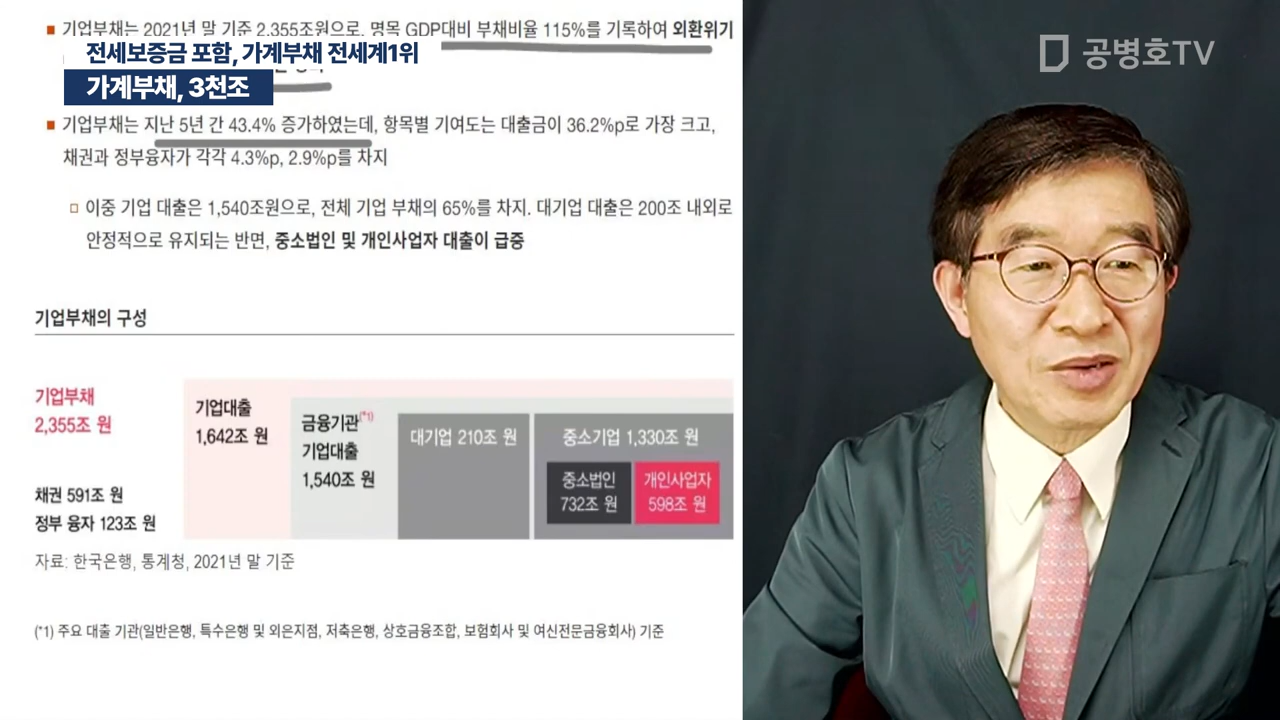 기업부채는 2021년 말 기준 2,355조원으로, 명목 GDP대비 부채비율 115%를 기록하여 외환위기
전세보증금 포함, 가계부채 전세계1위
가계부채, 3천조
공병호TV
기업부채는 지난 5년 간 43.4% 증가하였는데, 항목별 기여도는 대출금이 36.2%p로 가장 크고,
채권과 정부융자가 각각 4.3%p, 2.9%p를 차지
이중 기업 대출은 1,540조원으로, 전체 기업 부채의 65%를 차지. 대기업 대출은 200조 내외로
안정적으로 유지되는 반면, 중소법인 및 개인사업자 대출이 급증
기업부채의 구성
기업부채
2,355조 원
채권 591조 원
정부 융자 123조 원
기업대출
1,642조 원
금융기관(*1)
기업대출
1,540조 원
대기업 210조 원
중소기업 1,330조 원
중소법인
732조 원
개인사업자
598조 원
자료: 한국은행, 통계청, 2021년 말 기준
(*1) 주요 대출 기관(일반은행, 특수은행 및 외은지점, 저축은행, 상호금융조합, 보험회사 및 여신전문금융회사) 기준